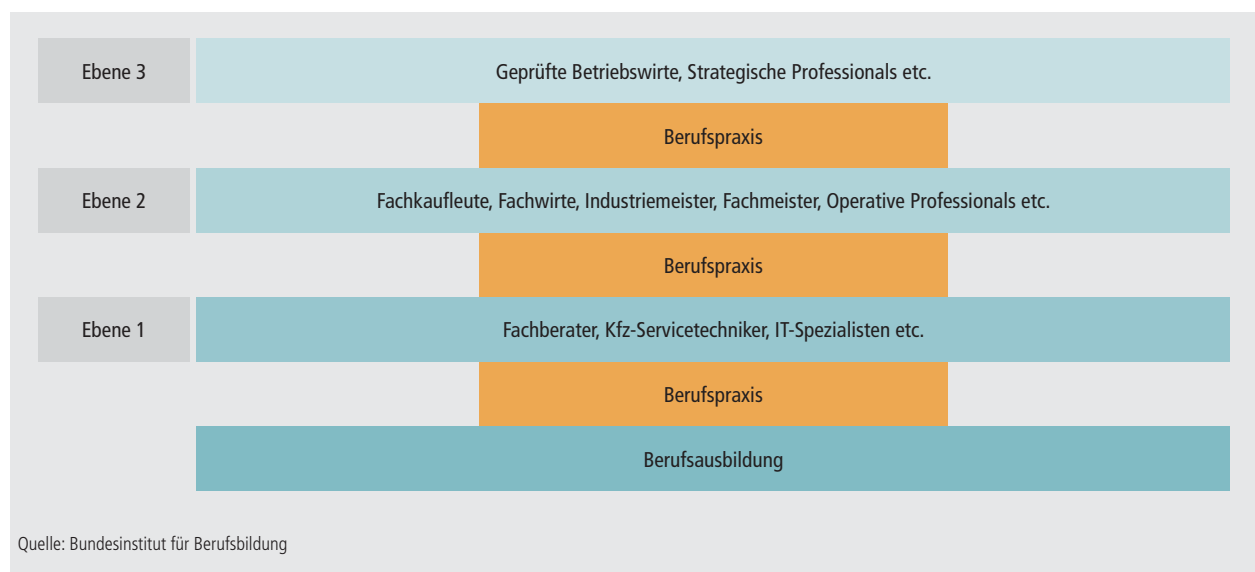 Ebene 3
Geprüfte Betriebswirte, Strategische Professionals etc.
Berufspraxis
Ebene 2
Fachkaufleute, Fachwirte, Industriemeister, Fachmeister, Operative Professionals etc.
Berufspraxis
Ebene 1
Fachberater, Kfz-Servicetechniker, IT-Spezialisten etc.
Berufspraxis
Berufsausbildung
Quelle: Bundesinstitut für Berufsbildung